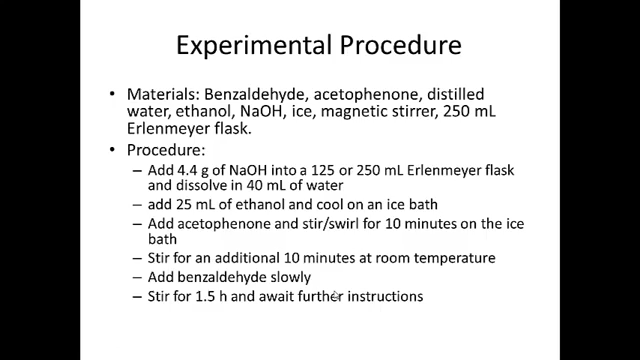 Experimental Procedure
• Materials: Benzaldehyde, acetophenone, distilled
water, ethanol, NaOH, ice, magnetic stirrer, 250 mL
Erlenmeyer flask.
• Procedure:
– Add 4.4 g of NaOH into a 125 or 250 mL Erlenmeyer flask
and dissolve in 40 mL of water
– add 25 mL of ethanol and cool on an ice bath
– Add acetophenone and stir/swirl for 10 minutes on the ice
bath
– Stir for an additional 10 minutes at room temperature
– Add benzaldehyde slowly
– Stir for 1.5 h and await further instructions